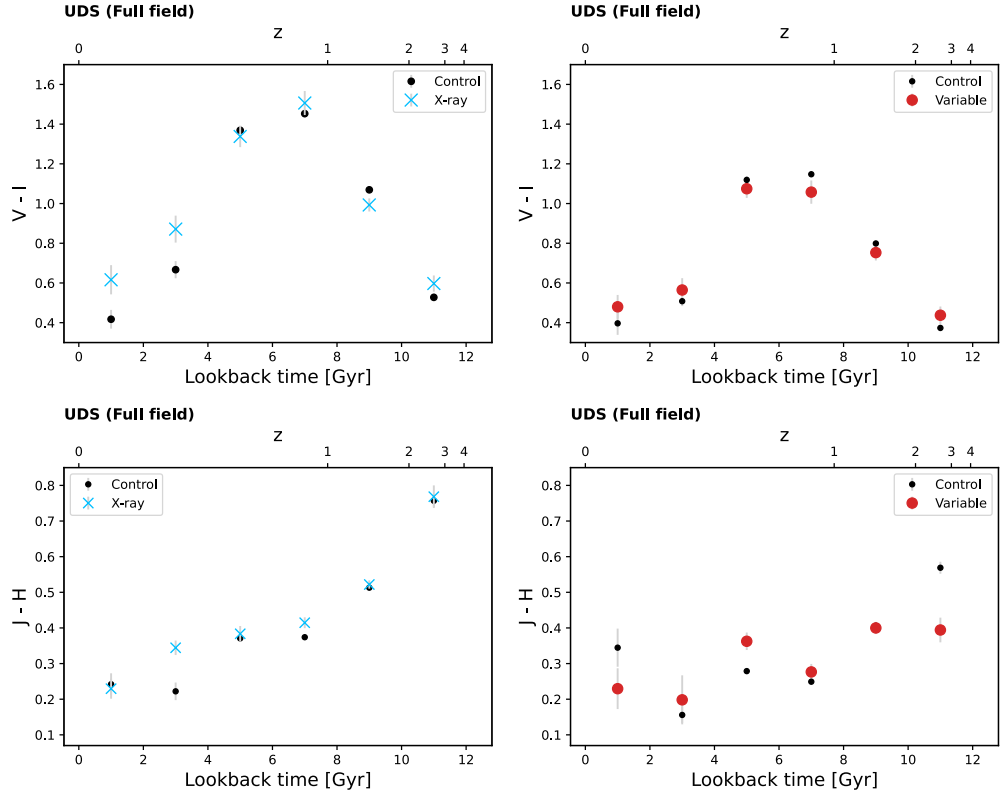 UDS (Full field)
z
0 1 2 3 4
1.6
1.4
1.2
1.0
0.8
0.6
0.4
V - I
Control
X-ray
0 2 4 6 8 10 12
Lookback time [Gyr]
UDS (Full field)
z
0 1 2 3 4
1.6
1.4
1.2
1.0
0.8
0.6
0.4
V - I
Control
Variable
0 2 4 6 8 10 12
Lookback time [Gyr]
UDS (Full field)
z
0 1 2 3 4
0.8
0.7
0.6
0.5
0.4
0.3
0.2
0.1
J - H
Control
X-ray
0 2 4 6 8 10 12
Lookback time [Gyr]
UDS (Full field)
z
0 1 2 3 4
0.8
0.7
0.6
0.5
0.4
0.3
0.2
0.1
J - H
Control
Variable
0 2 4 6 8 10 12
Lookback time [Gyr]